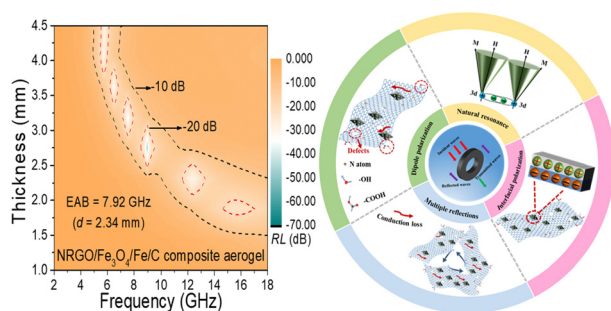 Thickness (mm)
4.5
4.0
3.5
3.0
2.5
2.0
1.5
1.0
-10 dB
-20 dB
EAB = 7.92 GHz
(d = 2.34 mm)
NRGO/Fe₃O₄/Fe/C composite aerogel
2 4 6 8 10 12 14 16 18
Frequency (GHz)
0.000
-10.00
-20.00
-30.00
-40.00
-50.00
-60.00
-70.00
RL (dB)
M
H
H
M
3d
3d
Natural resonance
Dipole polarization
Interfacial polarization
Multiple reflections
Incident waves
Reflected waves
Defects
N atom
-OH
-COOH
Conduction loss